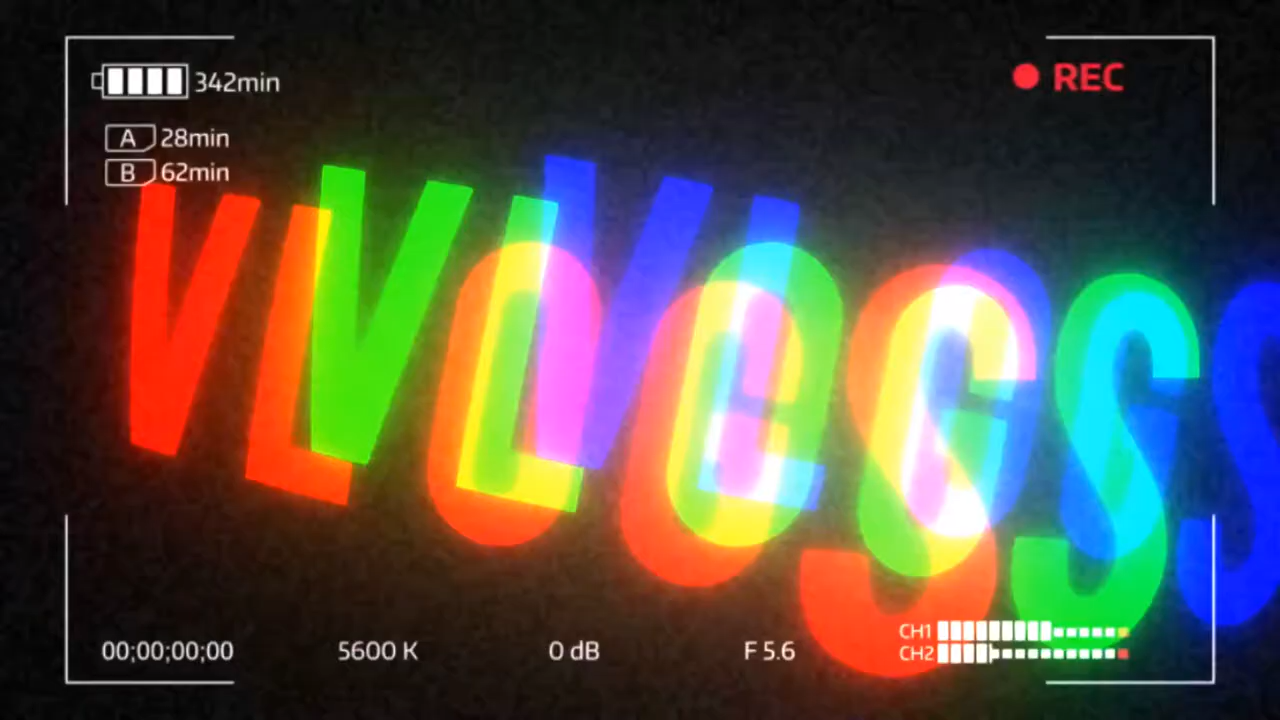 342min
REC
A 28min
B 62min
VLOGS
00;00;00;00
5600 K
0 dB
F 5.6
CH1
CH2